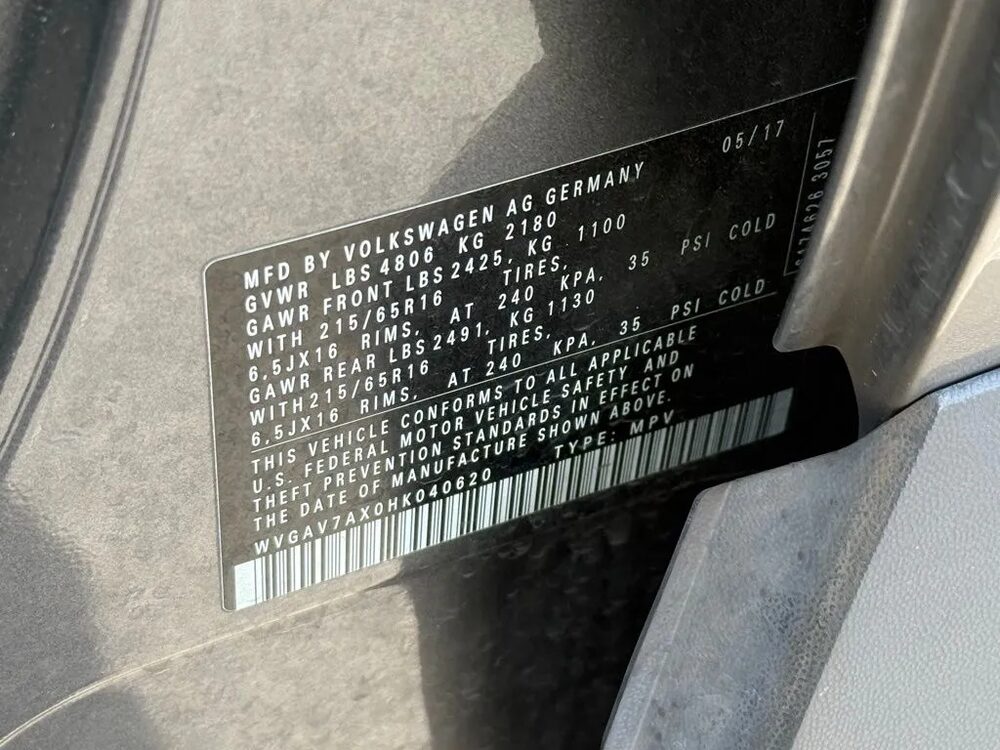 MFD BY VOLKSWAGEN AG GERMANY 05/17
GVWR LBS 4806 KG 2180
GAWR FRONT LBS 2425, KG 1100
WITH 215/65R16 TIRES,
6,5JX16 RIMS, AT 240 KPA, 35 PSI COLD
GAWR REAR LBS 2491, KG 1130
WITH 215/65R16 TIRES,
6,5JX16 RIMS, AT 240 KPA, 35 PSI COLD
THIS VEHICLE CONFORMS TO ALL APPLICABLE
U.S. FEDERAL MOTOR VEHICLE SAFETY AND
THEFT PREVENTION STANDARDS IN EFFECT ON
THE DATE OF MANUFACTURE SHOWN ABOVE.
WVGAV7AX0HK040620 TYPE: MPV
3057